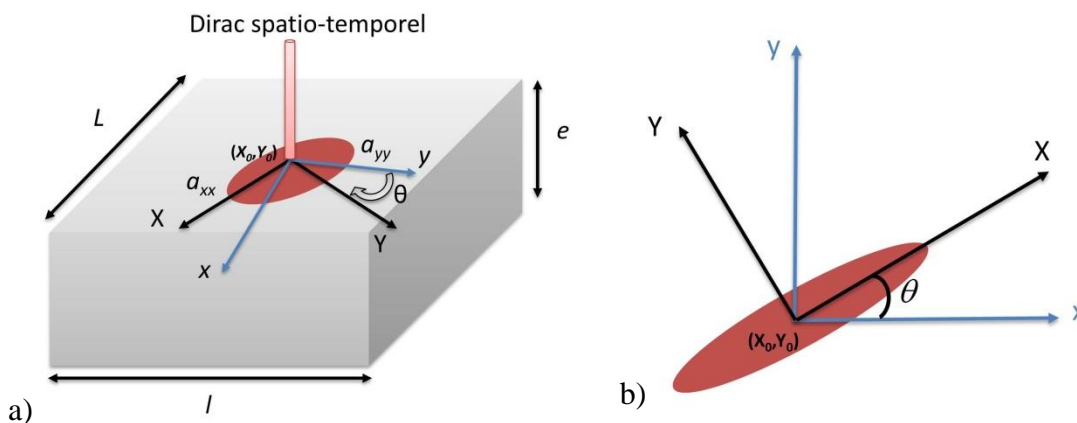 Dirac spatio-temporel
L
e
(X₀,Y₀)
a_yy
y
a_xx
θ
X
Y
x
l
a)
y
Y
X
θ
x
(X₀,Y₀)
b)